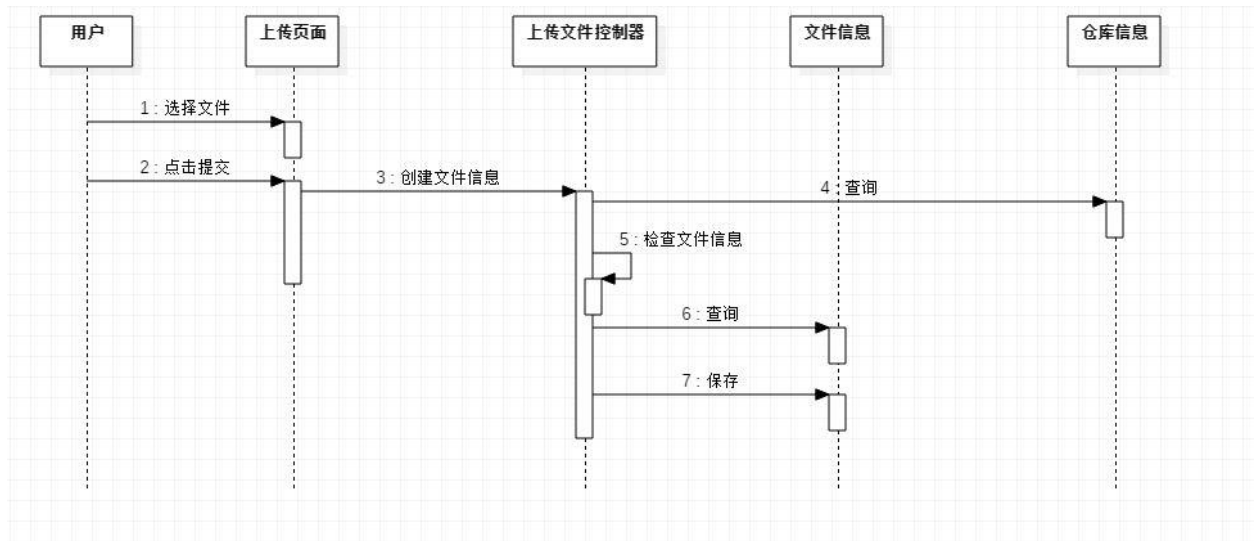 用户
上传页面
上传文件控制器
文件信息
仓库信息
1 : 选择文件
2 : 点击提交
3 : 创建文件信息
4 : 查询
5 : 检查文件信息
6 : 查询
7 : 保存